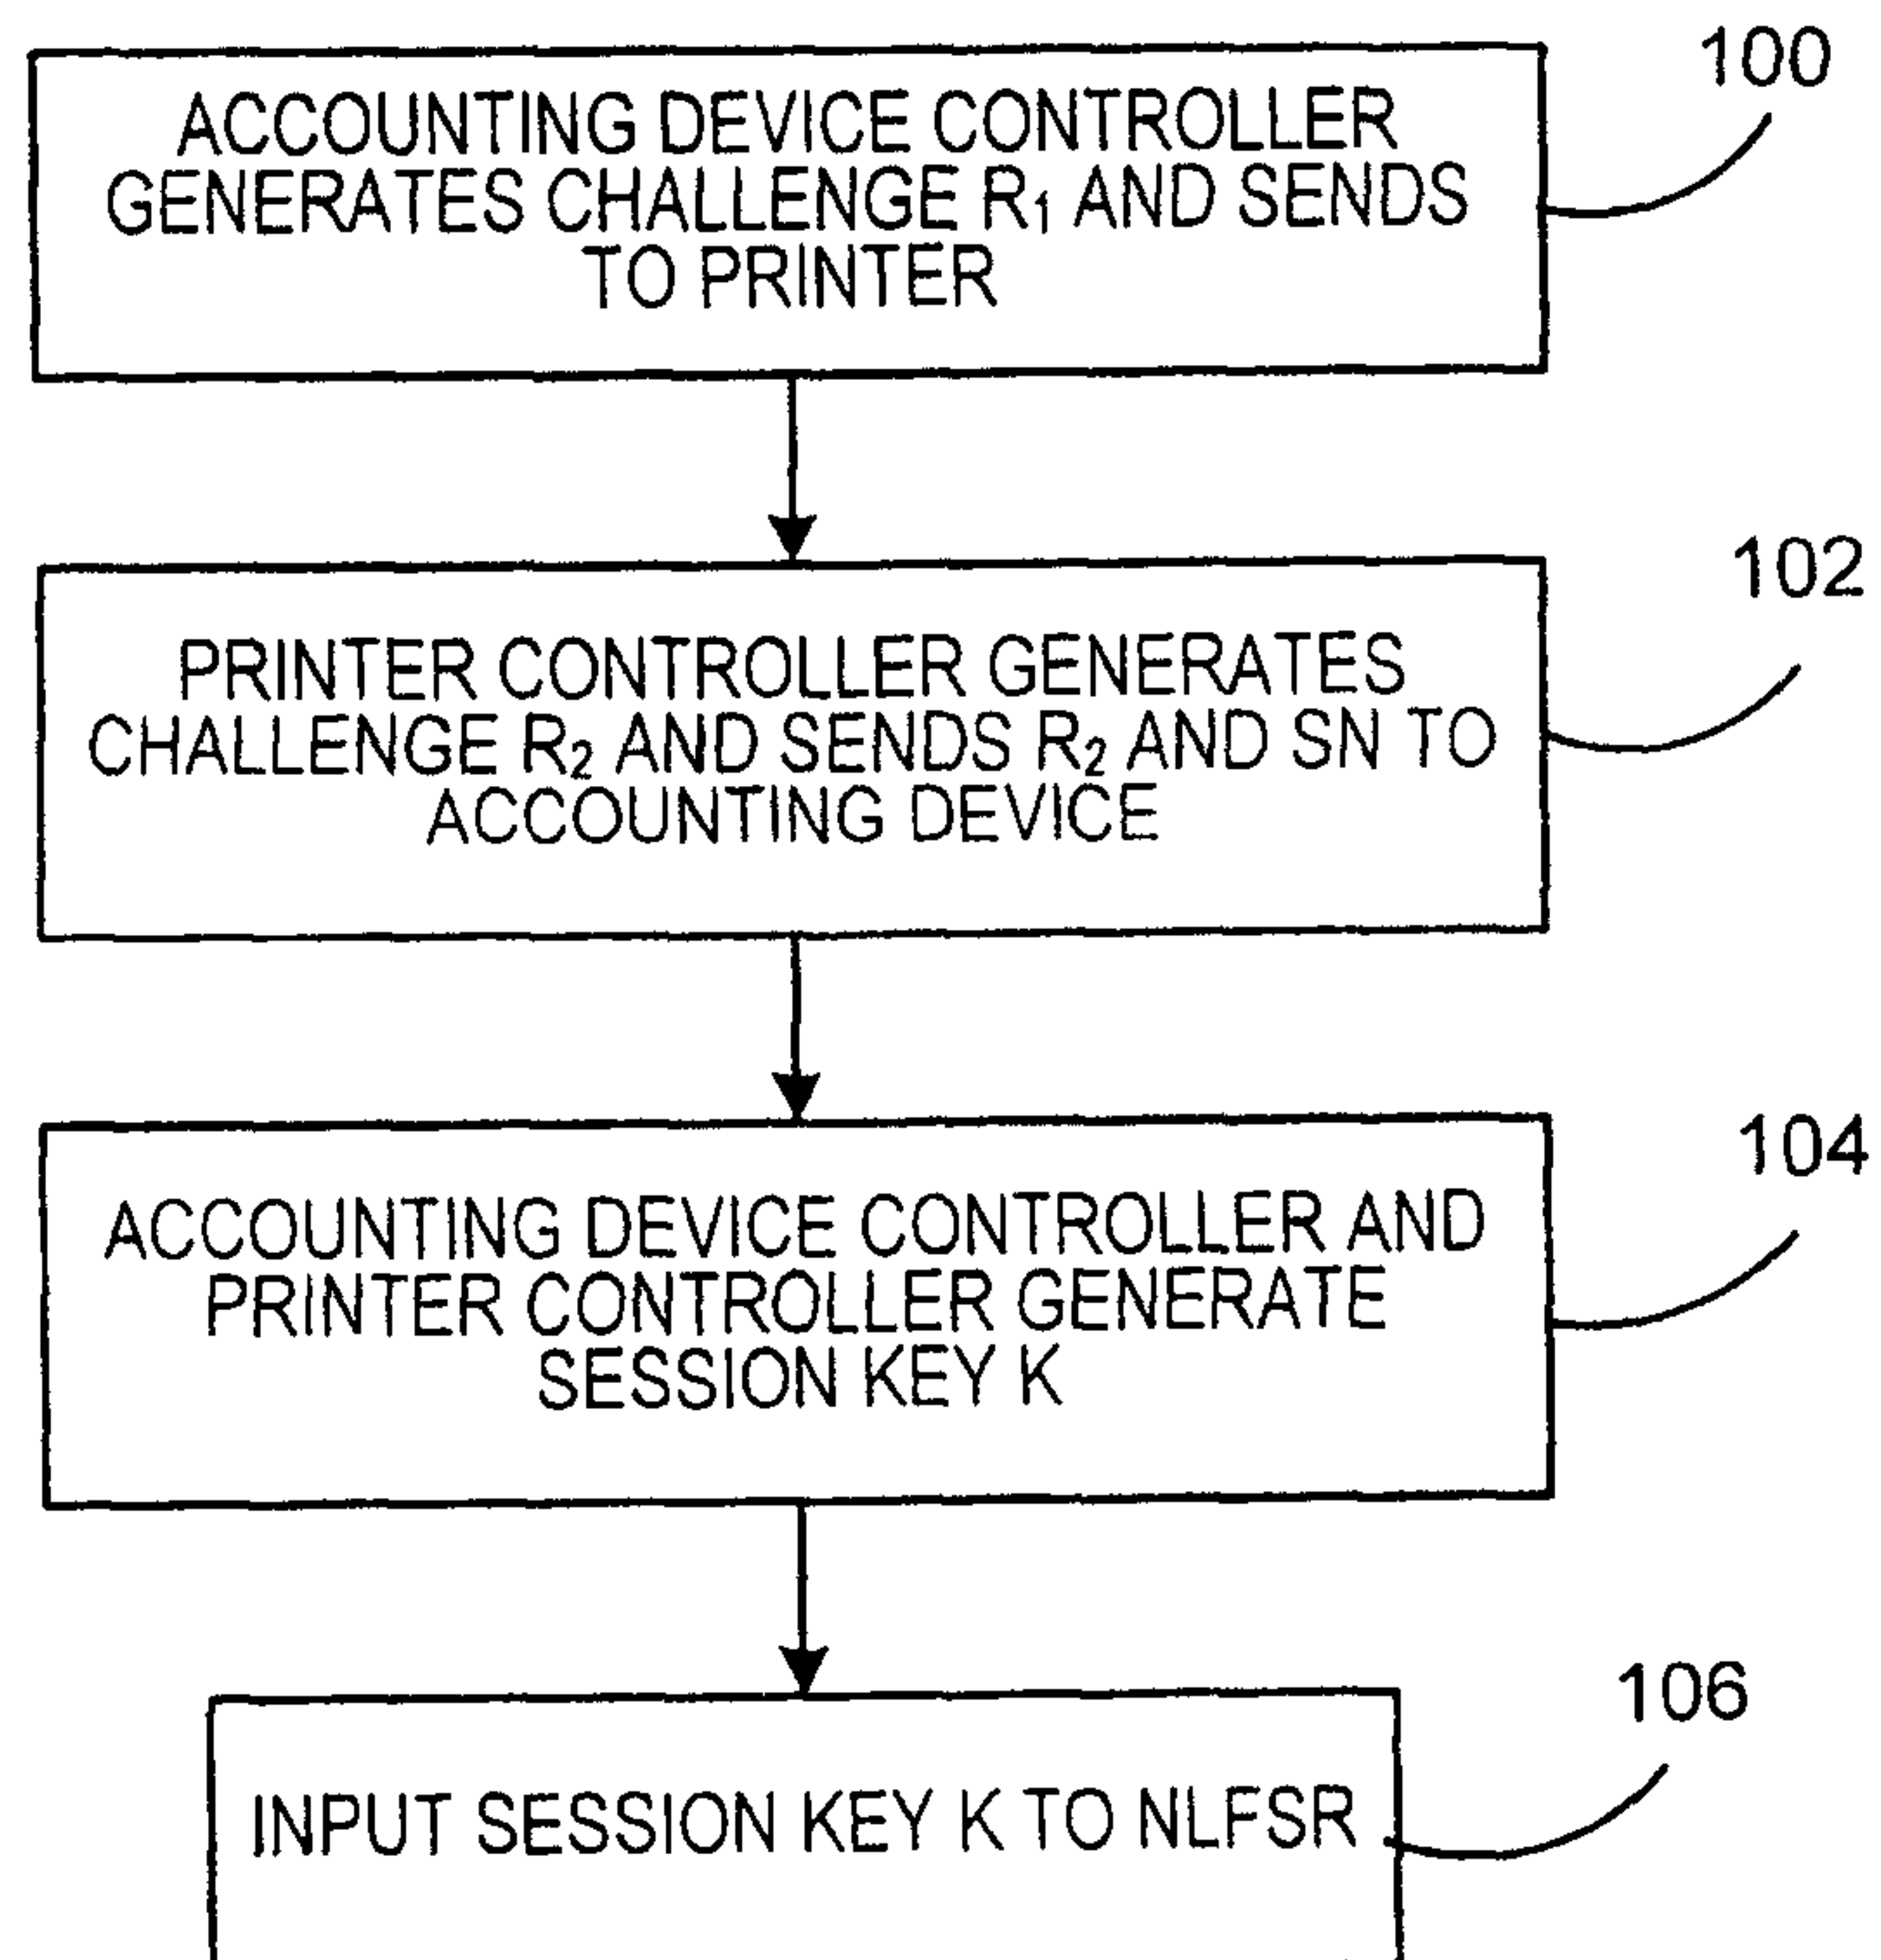 100
ACCOUNTING DEVICE CONTROLLER
GENERATES CHALLENGE R₁ AND SENDS
TO PRINTER
102
PRINTER CONTROLLER GENERATES
CHALLENGE R₂ AND SENDS R₂ AND SN TO
ACCOUNTING DEVICE
104
ACCOUNTING DEVICE CONTROLLER AND
PRINTER CONTROLLER GENERATE
SESSION KEY K
106
INPUT SESSION KEY K TO NLFSR